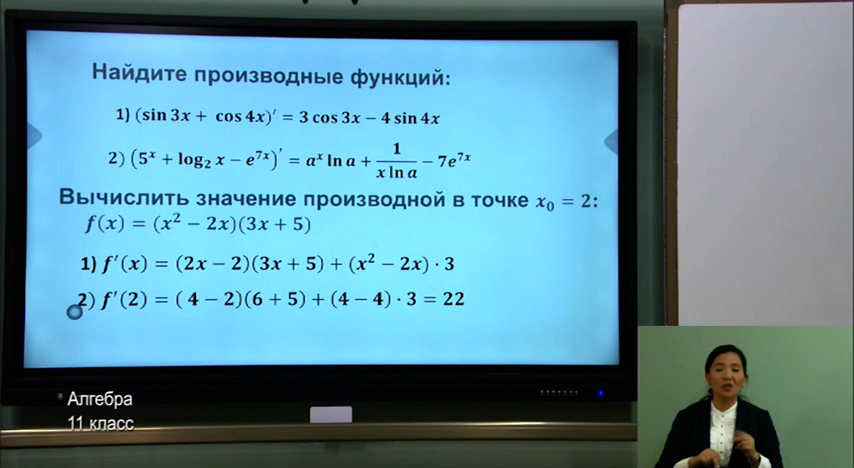 Найдите производные функций:
1) (sin 3x + cos 4x)′ = 3 cos 3x − 4 sin 4x
2) (5ˣ + log₂ x − e⁷ˣ)′ = aˣ ln a + 1/(x ln a) − 7e⁷ˣ
Вычислить значение производной в точке x₀ = 2:
f(x) = (x² − 2x)(3x + 5)
1) f′(x) = (2x − 2)(3x + 5) + (x² − 2x) · 3
2) f′(2) = ( 4 − 2)(6 + 5) + (4 − 4) · 3 = 22
* Алгебра
11 класс